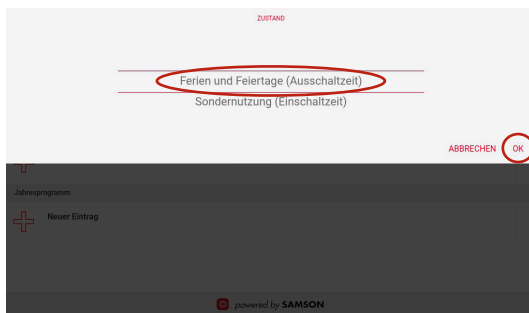 ZUSTAND
Ferien und Feiertage (Ausschaltzeit)
Sondernutzung (Einschaltzeit)
ABBRECHEN OK
Jahresprogramm
Neuer Eintrag
powered by SAMSON